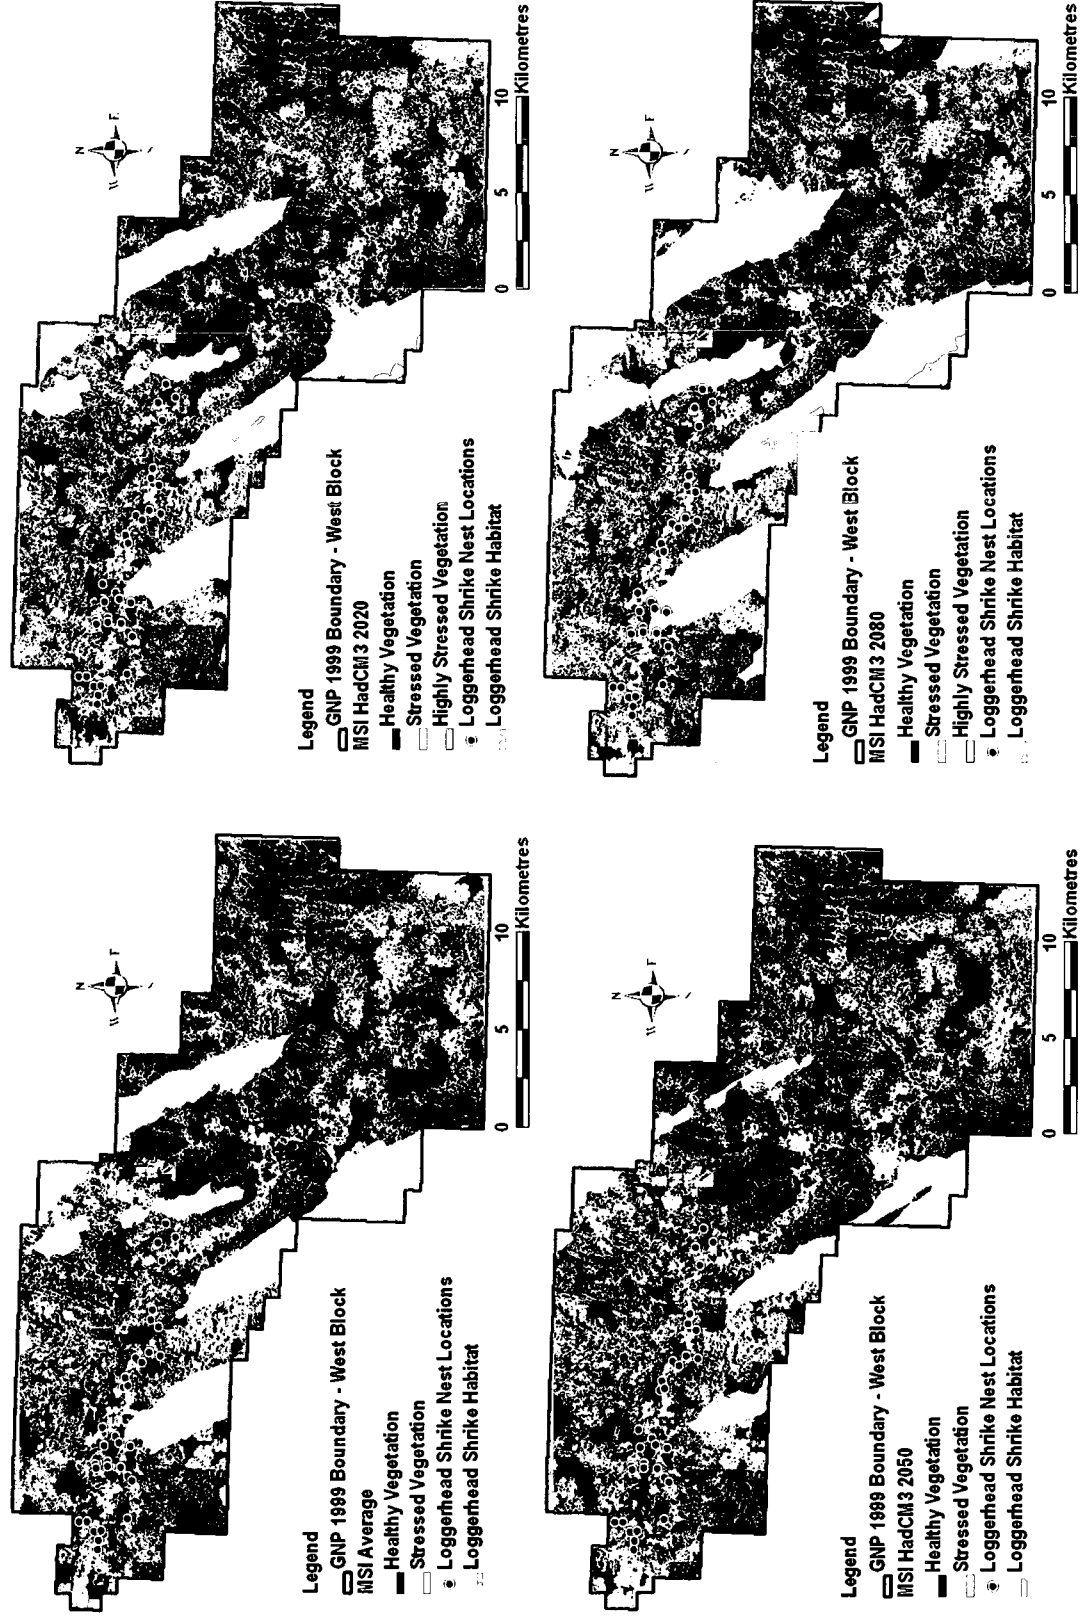 Legend
GNP 1999 Boundary - West Block
MSI Average
Healthy Vegetation
Stressed Vegetation
Loggerhead Shrike Nest Locations
Loggerhead Shrike Habitat
N
0 5 10
Kilometres
Legend
GNP 1999 Boundary - West Block
MSI HadCM3 2020
Healthy Vegetation
Stressed Vegetation
Highly Stressed Vegetation
Loggerhead Shrike Nest Locations
Loggerhead Shrike Habitat
N
0 5 10
Kilometres
Legend
GNP 1999 Boundary - West Block
MSI HadCM3 2050
Healthy Vegetation
Stressed Vegetation
Loggerhead Shrike Nest Locations
Loggerhead Shrike Habitat
N
0 5 10
Kilometres
Legend
GNP 1999 Boundary - West Block
MSI HadCM3 2080
Healthy Vegetation
Stressed Vegetation
Highly Stressed Vegetation
Loggerhead Shrike Nest Locations
Loggerhead Shrike Habitat
N
0 5 10
Kilometres